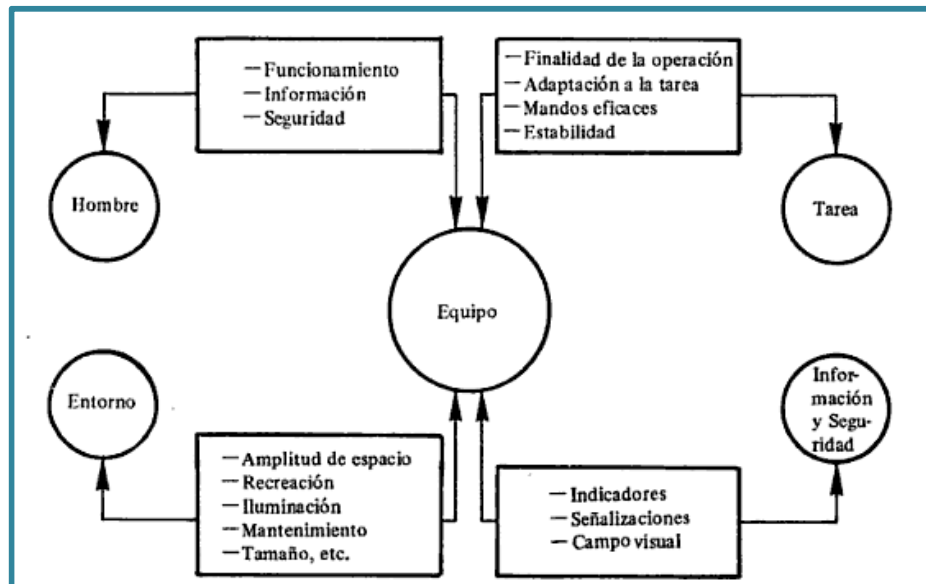 — Funcionamiento
— Información
— Seguridad
— Finalidad de la operación
— Adaptación a la tarea
— Mandos eficaces
— Estabilidad
Hombre
Tarea
Equipo
Entorno
Infor-
mación
y Segu-
ridad
— Amplitud de espacio
— Recreación
— Iluminación
— Mantenimiento
— Tamaño, etc.
— Indicadores
— Señalizaciones
— Campo visual